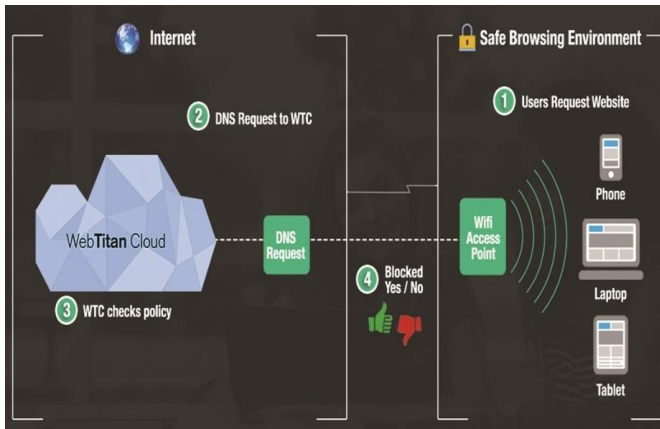 Internet
Safe Browsing Environment
1 Users Request Website
2 DNS Request to WTC
Phone
WebTitan Cloud
DNS
Request
Wifi
Access
Point
4 Blocked
Yes / No
Laptop
3 WTC checks policy
Tablet